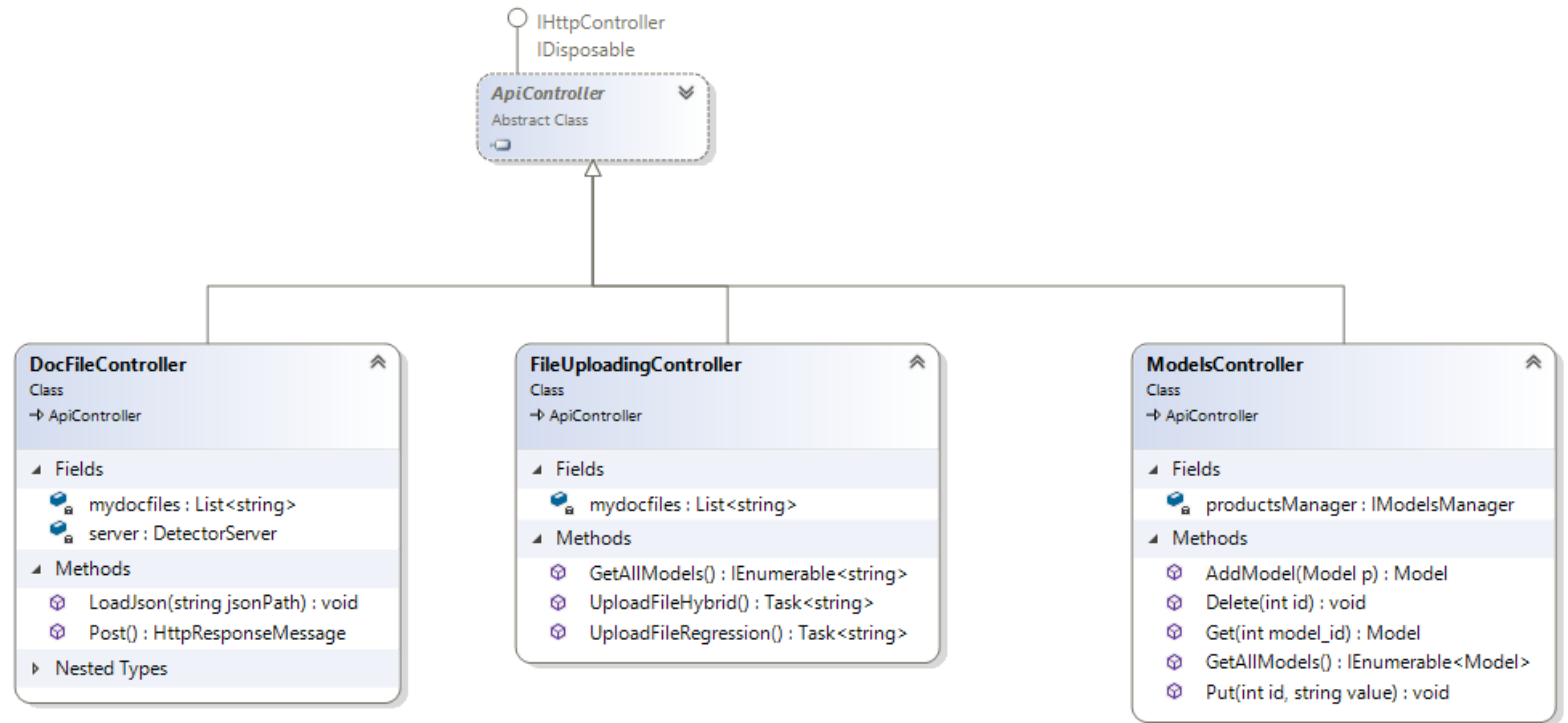 IHttpController
IDisposable
ApiController
Abstract Class
DocFileController
Class
ApiController
Fields
mydocfiles : List<string>
server : DetectorServer
Methods
LoadJson(string jsonPath) : void
Post() : HttpResponseMessage
Nested Types
FileUploadingController
Class
ApiController
Fields
mydocfiles : List<string>
Methods
GetAllModels() : IEnumerable<string>
UploadFileHybrid() : Task<string>
UploadFileRegression() : Task<string>
ModelsController
Class
ApiController
Fields
productsManager : IModelsManager
Methods
AddModel(Model p) : Model
Delete(int id) : void
Get(int model_id) : Model
GetAllModels() : IEnumerable<Model>
Put(int id, string value) : void